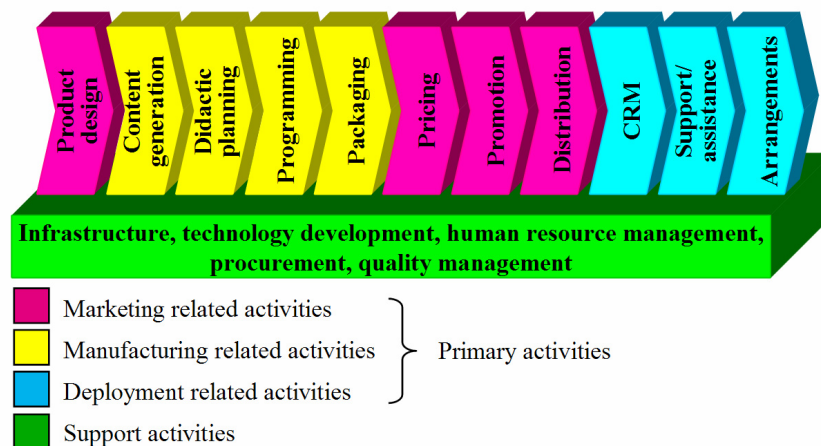 Product
design
Content
generation
Didactic
planning
Programming
Packaging
Pricing
Promotion
Distribution
CRM
Support/
assistance
Arrangements
Infrastructure, technology development, human resource management,
procurement, quality management
Marketing related activities
Manufacturing related activities
Primary activities
Deployment related activities
Support activities